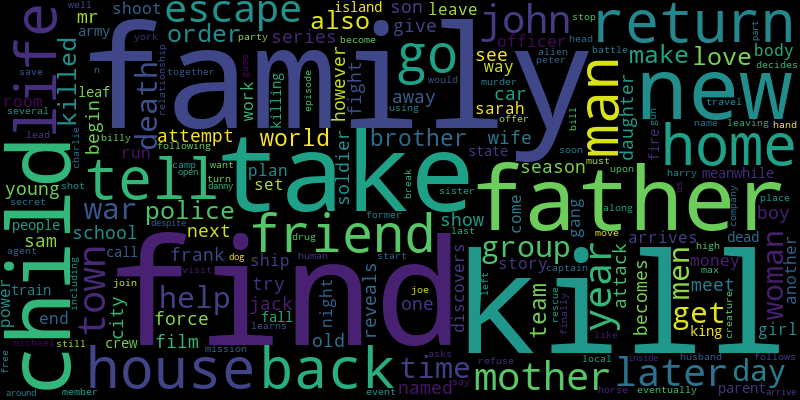 family
find
kill
take
father
child
new
return
home
house
back
life
man
tell
friend
go
john
escape
mother
town
year
later
get
time
war
help
death
group
police
also
order
series
son
give
leave
mr
army
shoot
island
well
become
however
officer
stop
head
alien
peter
battle
make
love
body
decides
part
see
way
car
sarah
brother
wife
state
daughter
fire
gun
travel
name
leaving
hand
must
upon
meanwhile
york
party
together
would
using
murder
offer
bill
soon
want
harry
season
boy
us
company
place
woman
another
girl
king
money
max
high
dead
meet
men
attack
becomes
creature
parent
day
husband
follows
local
inside
horse
eventually
arrive
refuse
say
asks
named
joe
dog
event
one
old
night
reveals
discovers
learns
mission
film
force
fall
jack
try
ship
frank
call
visit
join
human
start
despite
drug
former
last
left
show
come
gang
arrives
story
captain
team
rescue
finally
move
along
like
sister
break
soldier
plan
set
next
turn
danny
camp
open
school
people
young
sam
secret
shot
agent
power
train
including
end
city
crew
michael
still
free
around
member
room
several
lead
save
n
begin
leaf
killed
charlie
billy
run
attempt
following
world
work
killing
game
episode
fight
away
relationship